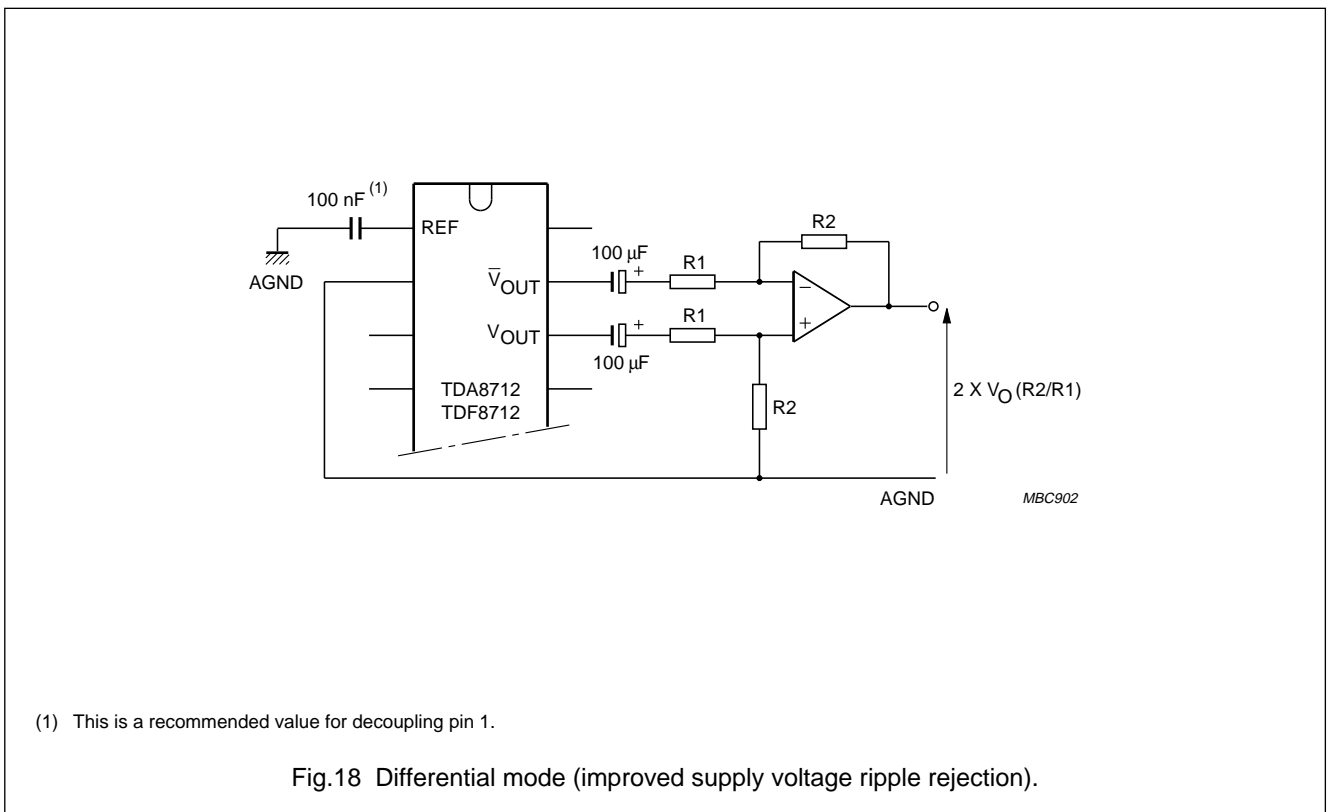 100 nF (1)
REF
AGND
V̅OUT
VOUT
100 μF
+
R1
R2
−
+
R1
+
100 μF
TDA8712
TDF8712
R2
2 X VO (R2/R1)
AGND
MBC902
(1) This is a recommended value for decoupling pin 1.
Fig.18 Differential mode (improved supply voltage ripple rejection).